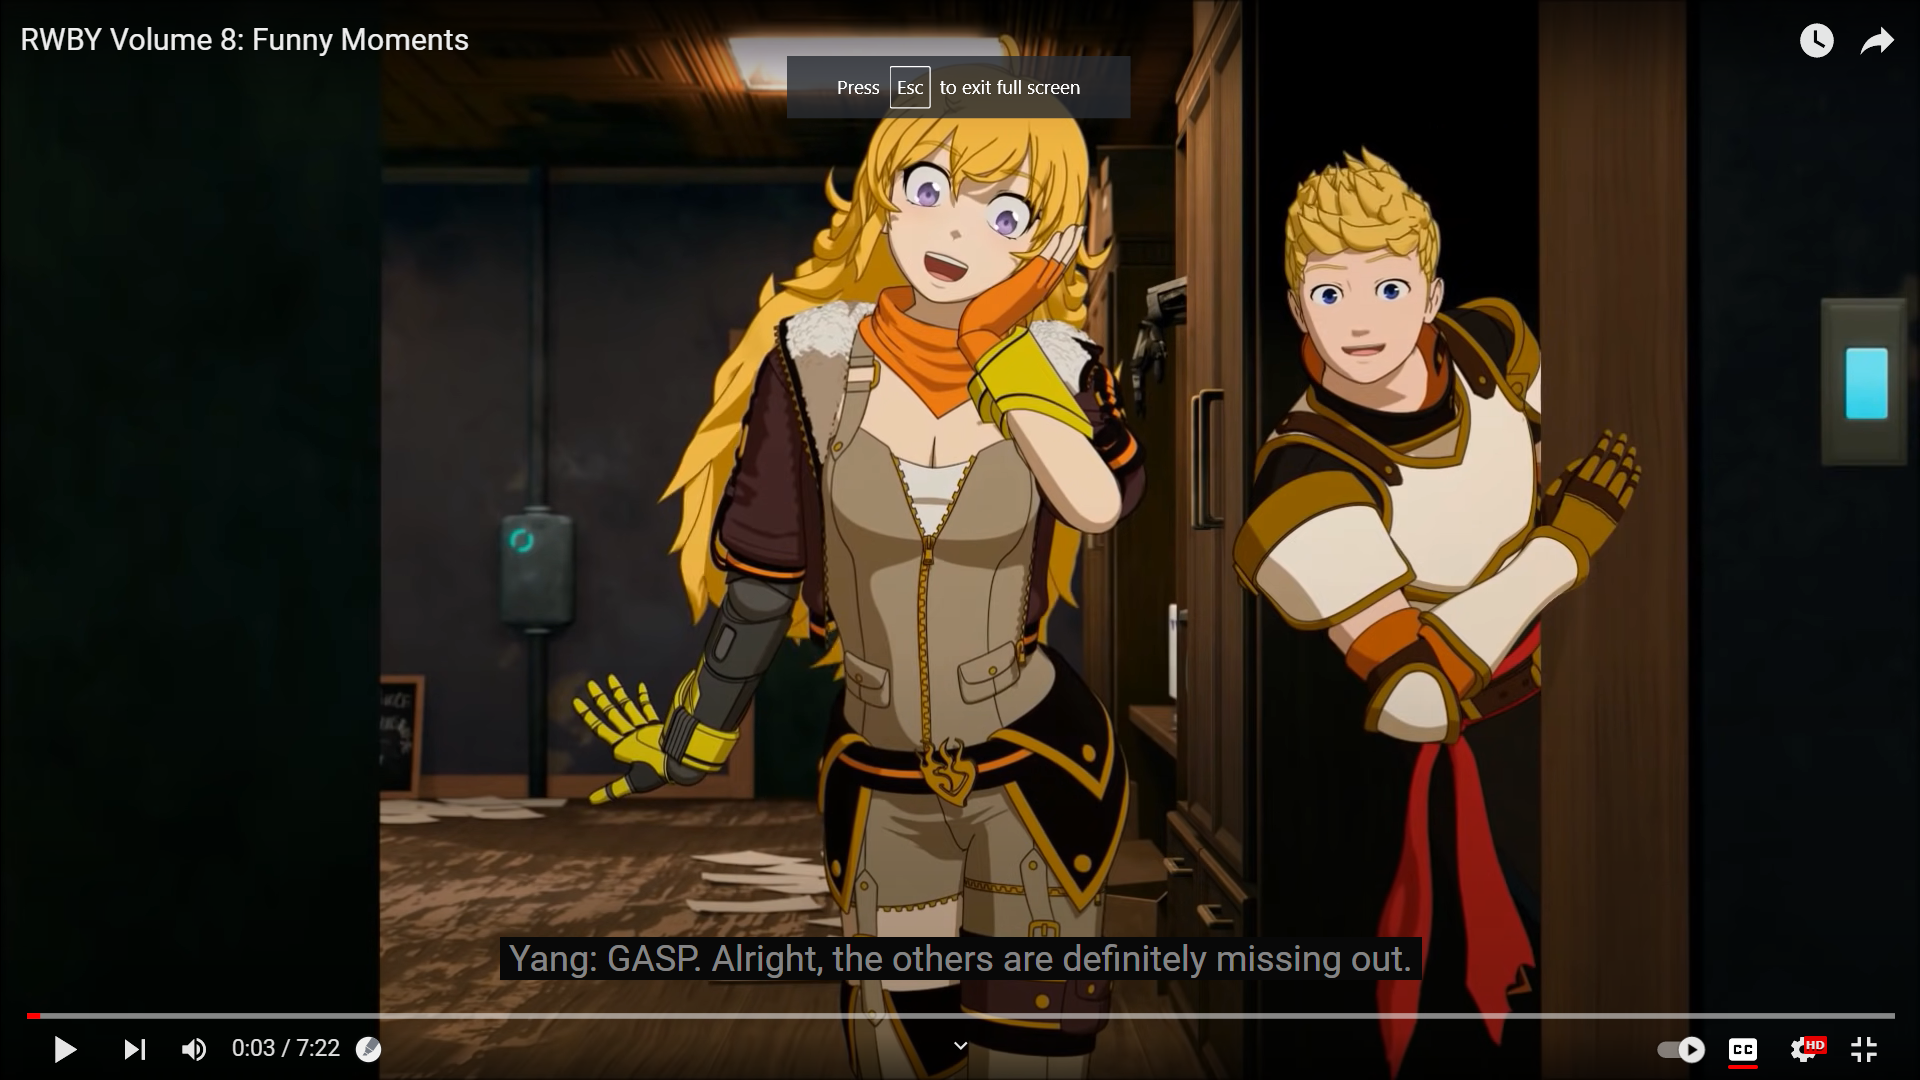 RWBY Volume 8: Funny Moments
Press Esc to exit full screen
Yang: GASP. Alright, the others are definitely missing out.
0:03 / 7:22
CC
HD